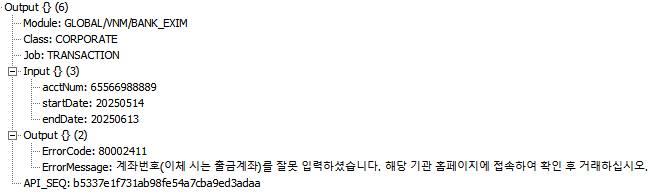 Output {} (6)
Module: GLOBAL/VNM/BANK_EXIM
Class: CORPORATE
Job: TRANSACTION
Input {} (3)
acctNum: 65566988889
startDate: 20250514
endDate: 20250613
Output {} (2)
ErrorCode: 80002411
ErrorMessage: 계좌번호(이체 시는 출금계좌)를 잘못 입력하셨습니다. 해당 기관 홈페이지에 접속하여 확인 후 거래하십시오.
API_SEQ: b5337e1f731ab98fe54a7cba9ed3adaa